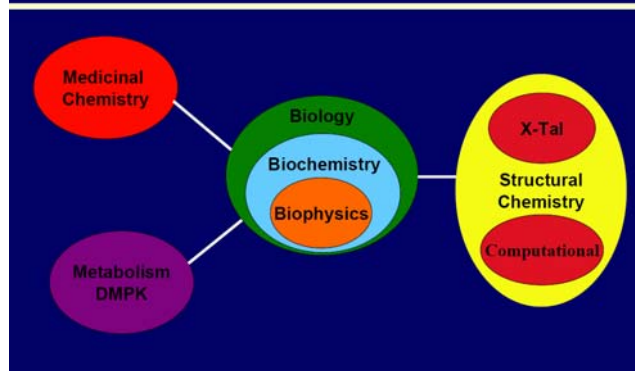 Medicinal
Chemistry
Biology
Biochemistry
Biophysics
X-Tal
Structural
Chemistry
Computational
Metabolism
DMPK